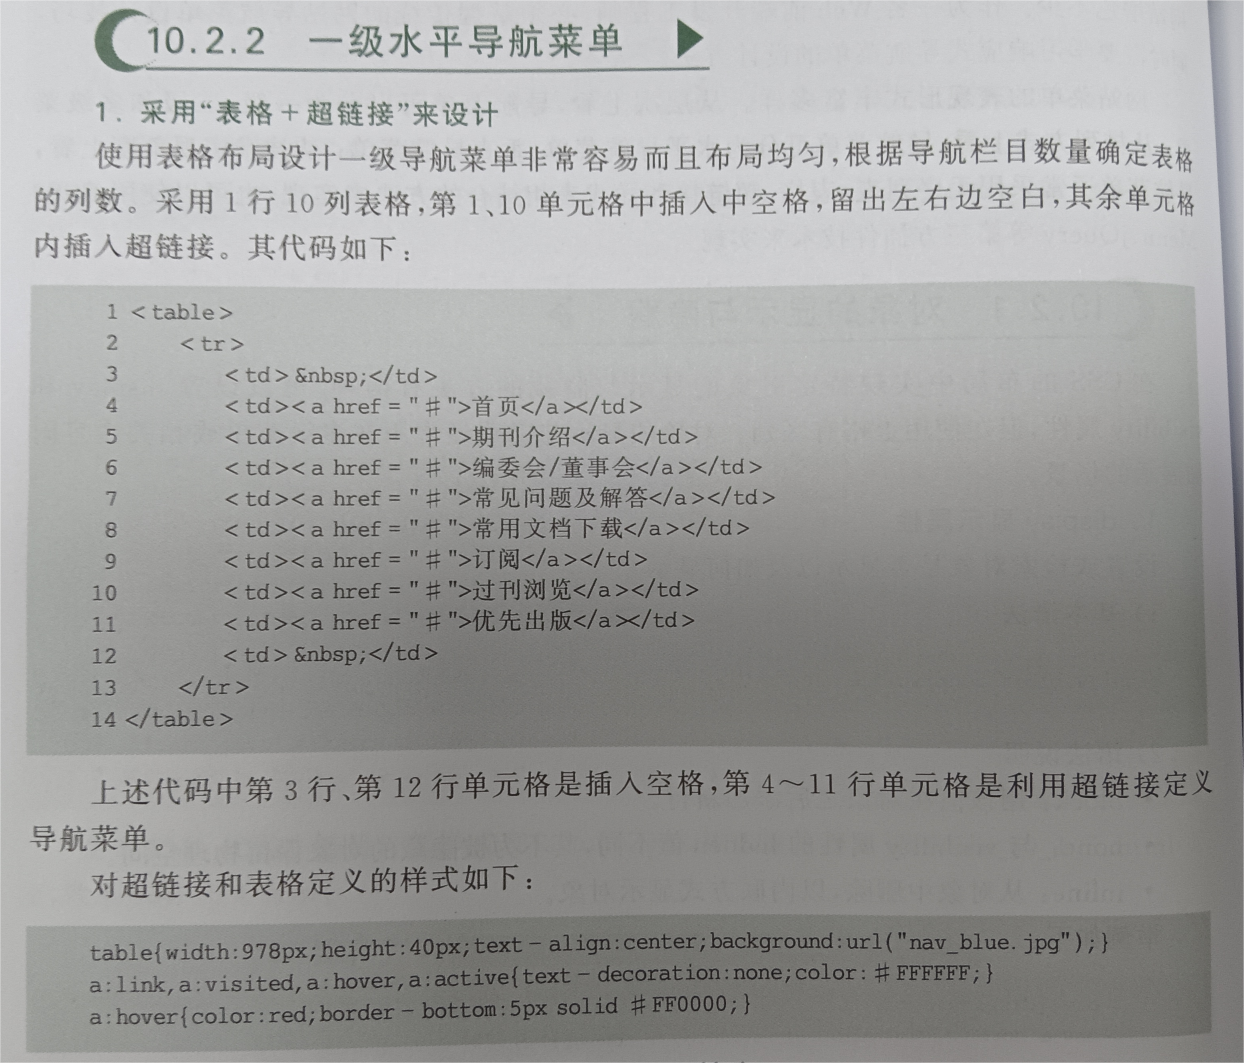 10.2.2 一级水平导航菜单
1. 采用“表格＋超链接”来设计
使用表格布局设计一级导航菜单非常容易而且布局均匀,根据导航栏目数量确定表格
的列数。采用1行10列表格,第1、10单元格中插入中空格,留出左右边空白,其余单元格
内插入超链接。其代码如下:
1 <table>
2 <tr>
3 <td>&nbsp;</td>
4 <td><a href="#">首页</a></td>
5 <td><a href="#">期刊介绍</a></td>
6 <td><a href="#">编委会/董事会</a></td>
7 <td><a href="#">常见问题及解答</a></td>
8 <td><a href="#">常用文档下载</a></td>
9 <td><a href="#">订阅</a></td>
10 <td><a href="#">过刊浏览</a></td>
11 <td><a href="#">优先出版</a></td>
12 <td>&nbsp;</td>
13 </tr>
14 </table>
上述代码中第3行、第12行单元格是插入空格,第4～11行单元格是利用超链接定义
导航菜单。
对超链接和表格定义的样式如下:
table{width:978px;height:40px;text-align:center;background:url("nav_blue.jpg");}
a:link,a:visited,a:hover,a:active{text-decoration:none;color:#FFFFFF;}
a:hover{color:red;border-bottom:5px solid #FF0000;}